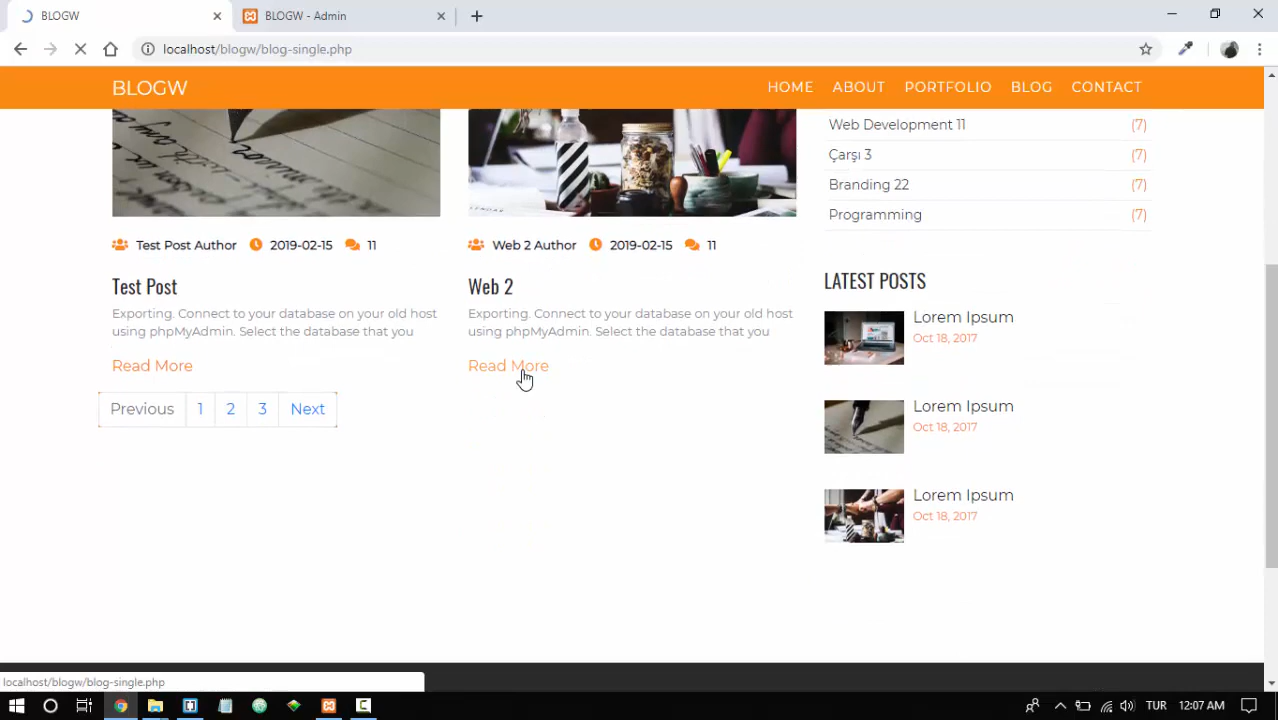 BLOGW
BLOGW - Admin
localhost/blogw/blog-single.php
BLOGW
HOME ABOUT PORTFOLIO BLOG CONTACT
Web Development 11 (7)
Çarşı 3 (7)
Branding 22 (7)
Programming (7)
Test Post Author 2019-02-15 11
Web 2 Author 2019-02-15 11
Test Post
Exporting. Connect to your database on your old host
using phpMyAdmin. Select the database that you
Read More
Web 2
Exporting. Connect to your database on your old host
using phpMyAdmin. Select the database that you
Read More
Previous 1 2 3 Next
LATEST POSTS
Lorem Ipsum
Oct 18, 2017
Lorem Ipsum
Oct 18, 2017
Lorem Ipsum
Oct 18, 2017
localhost/blogw/blog-single.php
TUR 12:07 AM